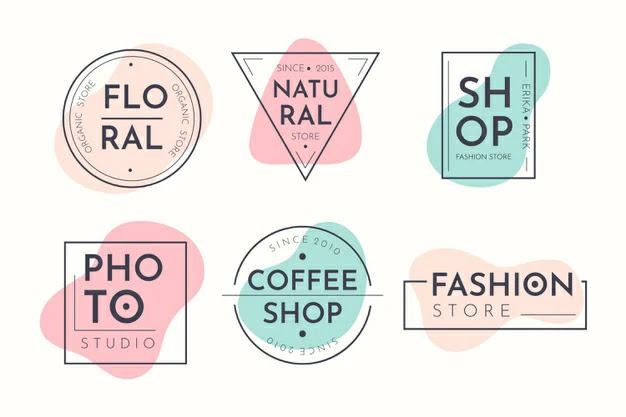 FLO
RAL
ORGANIC STORE
ORGANIC STORE
SINCE • 2015
NATU
RAL
STORE
SH
OP
FASHION STORE
ERIKA • PARK
PHO
TO
STUDIO
SINCE 2010
COFFEE
SHOP
SINCE 2010
FASHION
STORE